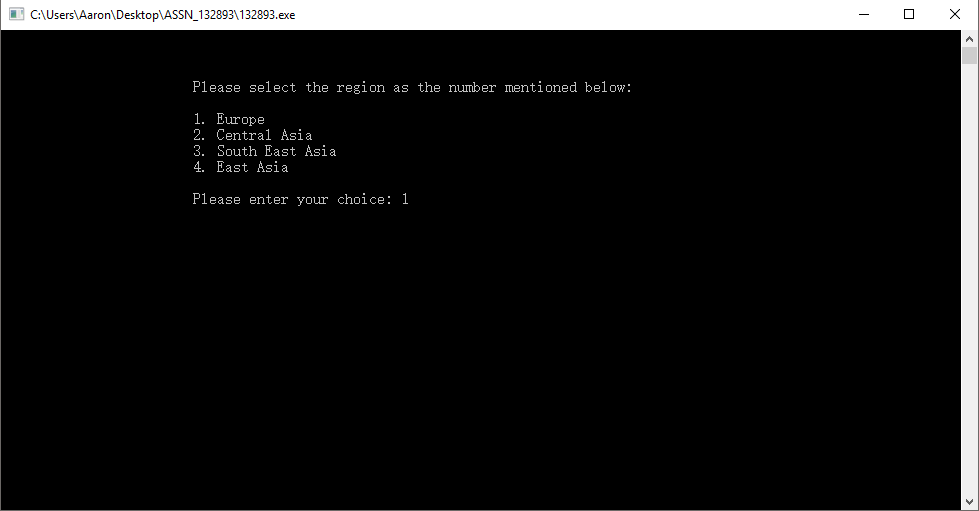 C:\Users\Aaron\Desktop\ASSN_132893\132893.exe
Please select the region as the number mentioned below:
1. Europe
2. Central Asia
3. South East Asia
4. East Asia
Please enter your choice: 1